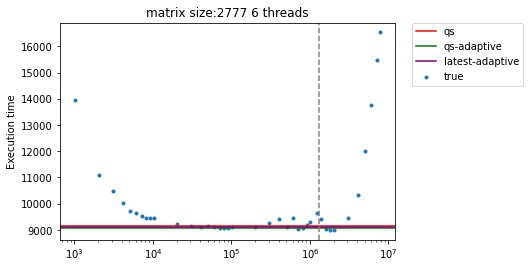 matrix size:2777 6 threads
Execution time
16000
15000
14000
13000
12000
11000
10000
9000
10³
10⁴
10⁵
10⁶
10⁷
qs
qs-adaptive
latest-adaptive
true